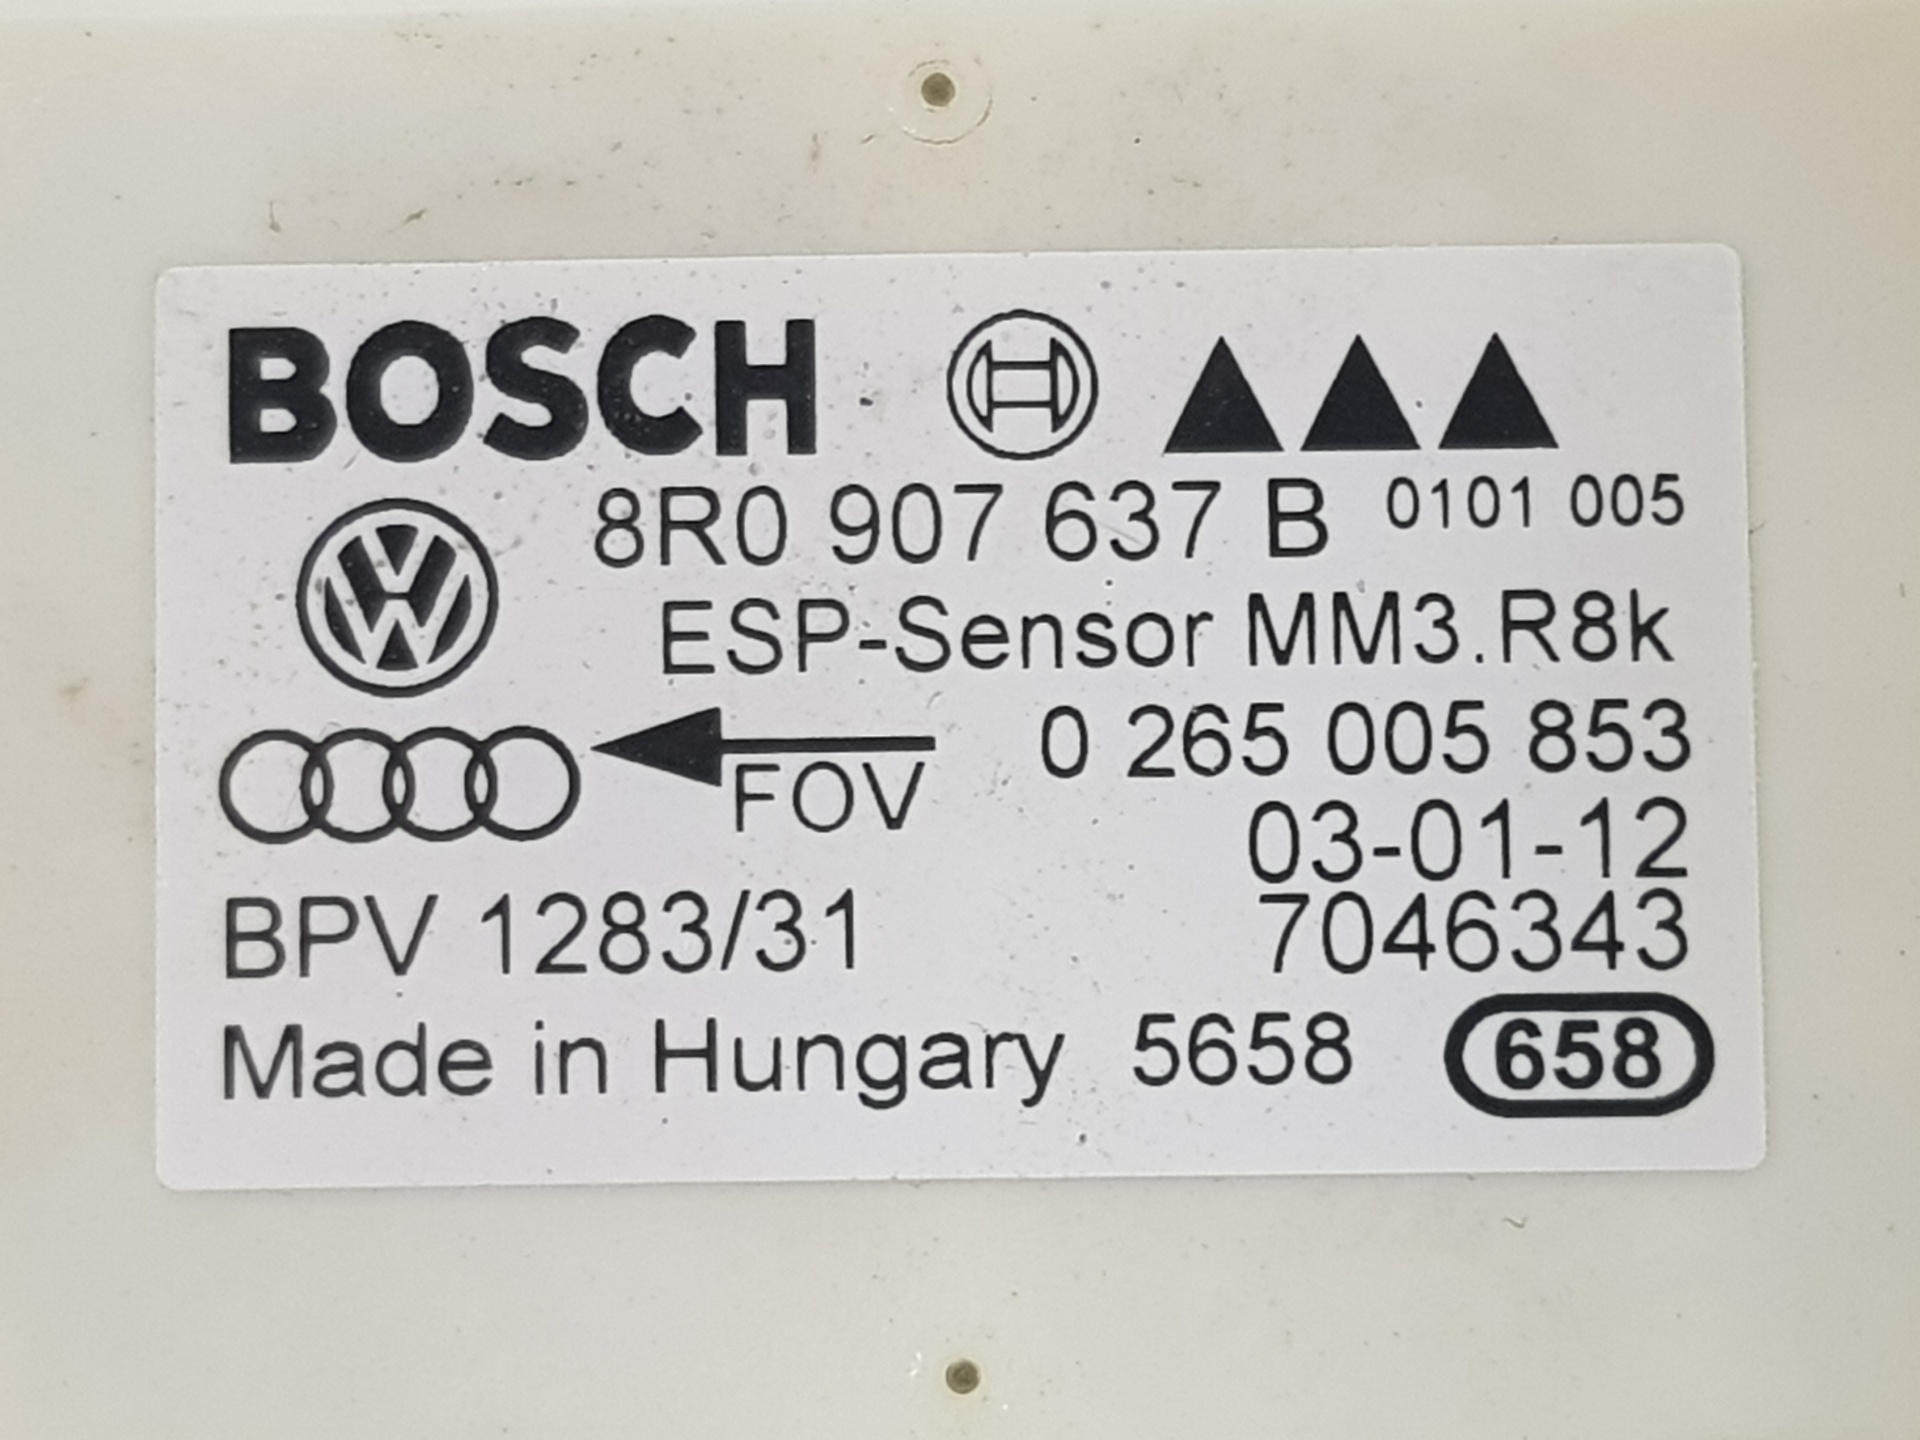 BOSCH
8R0 907 637 B 0101 005
ESP-Sensor MM3.R8k
FOV 0 265 005 853
03-01-12
BPV 1283/31 7046343
Made in Hungary 5658 658